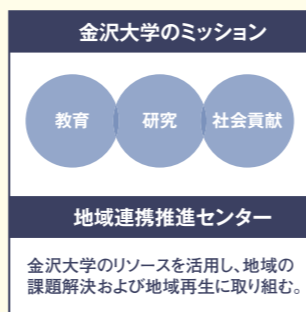 金沢大学のミッション
教育
研究
社会貢献
地域連携推進センター
金沢大学のリソースを活用し、地域の
課題解決および地域再生に取り組む。